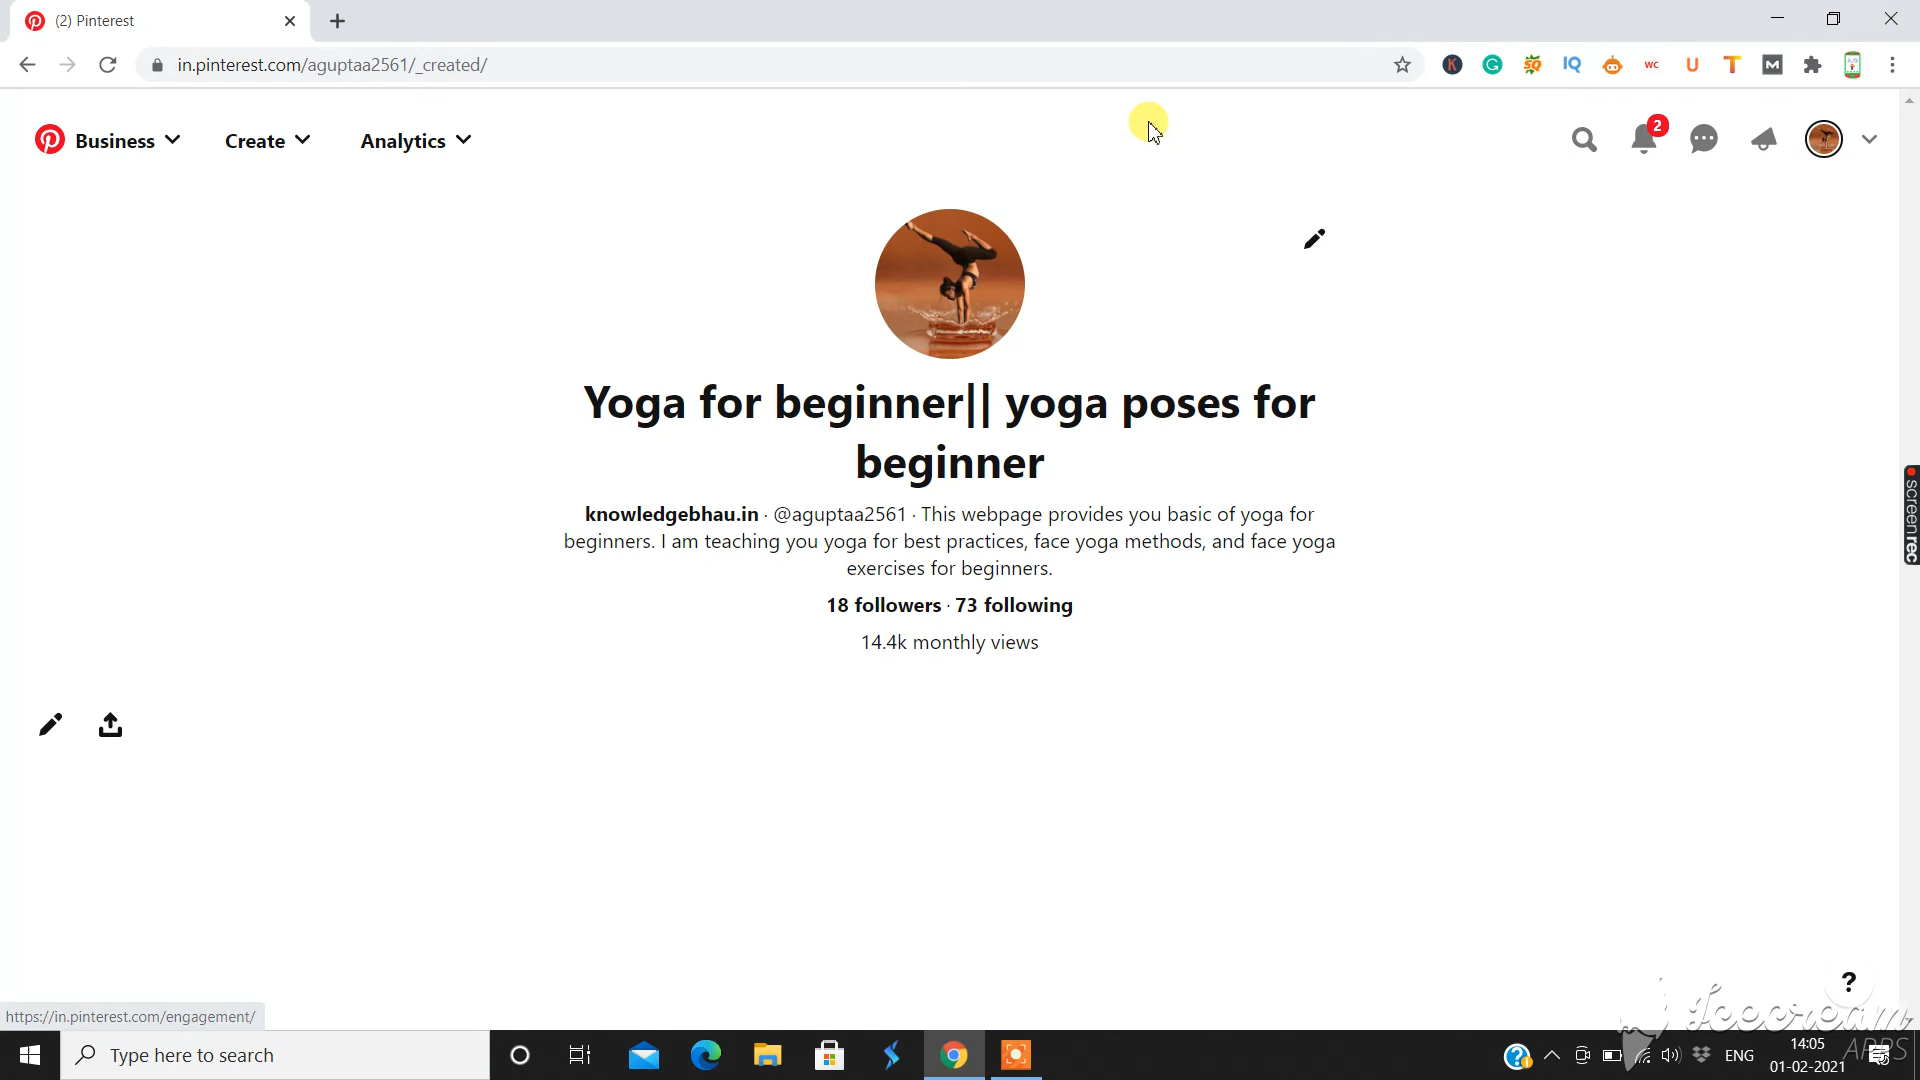 (2) Pinterest
in.pinterest.com/aguptaa2561/_created/
Business
Create
Analytics
2
Yoga for beginner|| yoga poses for
beginner
knowledgebhau.in · @aguptaa2561 · This webpage provides you basic of yoga for
beginners. I am teaching you yoga for best practices, face yoga methods, and face yoga
exercises for beginners.
18 followers · 73 following
14.4k monthly views
screenrec
?
https://in.pinterest.com/engagement/
Icecream
APPS
Type here to search
ENG
14:05
01-02-2021